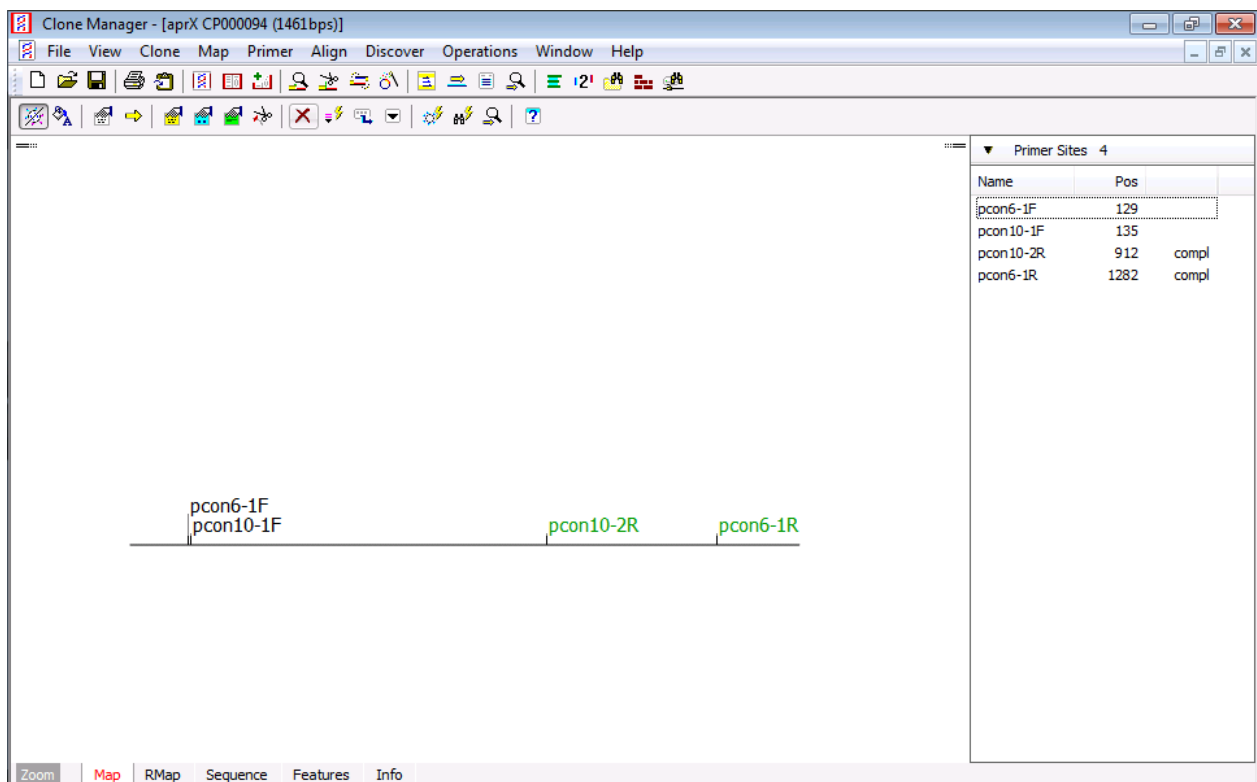 Clone Manager - [aprX CP000094 (1461bps)]
File View Clone Map Primer Align Discover Operations Window Help
Primer Sites 4
Name Pos
pcon6-1F 129
pcon10-1F 135
pcon10-2R 912 compl
pcon6-1R 1282 compl
pcon6-1F
pcon10-1F pcon10-2R pcon6-1R
Zoom Map RMap Sequence Features Info